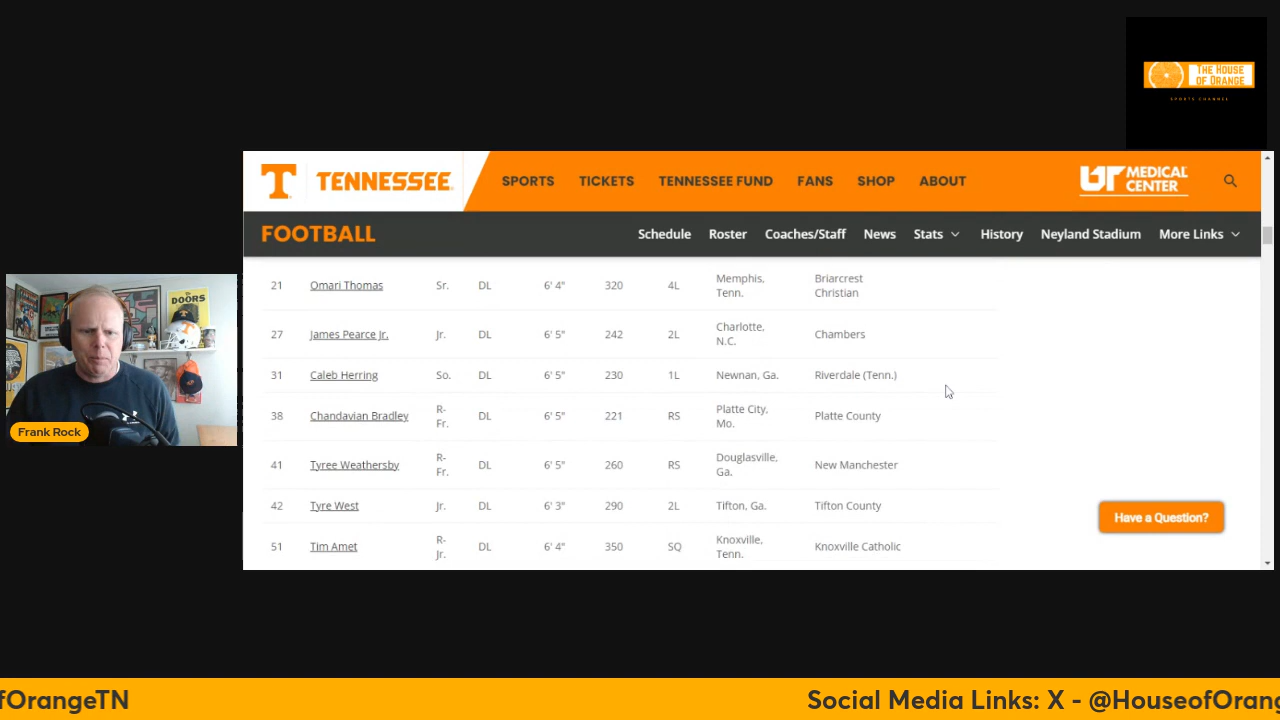 THE HOUSE
OF ORANGE
SPORTS CHANNEL
T TENNESSEE
SPORTS TICKETS TENNESSEE FUND FANS SHOP ABOUT
UT MEDICAL
CENTER
FOOTBALL
Schedule Roster Coaches/Staff News Stats History Neyland Stadium More Links
21 Omari Thomas Sr. DL 6' 4" 320 4L Memphis, Tenn. Briarcrest Christian
27 James Pearce Jr. Jr. DL 6' 5" 242 2L Charlotte, N.C. Chambers
31 Caleb Herring So. DL 6' 5" 230 1L Newnan, Ga. Riverdale (Tenn.)
38 Chandavian Bradley R-Fr. DL 6' 5" 221 RS Platte City, Mo. Platte County
41 Tyree Weathersby R-Fr. DL 6' 5" 260 RS Douglasville, Ga. New Manchester
42 Tyre West Jr. DL 6' 3" 290 2L Tifton, Ga. Tifton County
51 Tim Amet R-Jr. DL 6' 4" 350 SQ Knoxville, Tenn. Knoxville Catholic
Have a Question?
DOORS
T
Frank Rock
fOrangeTN Social Media Links: X - @HouseofOrang